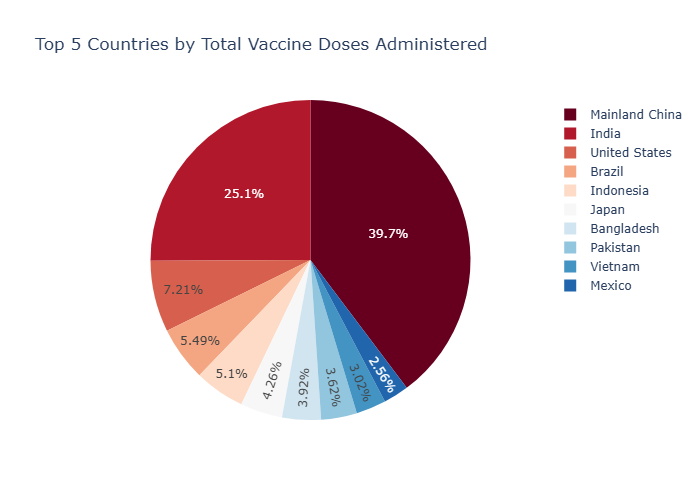 Top 5 Countries by Total Vaccine Doses Administered
Mainland China
India
United States
Brazil
Indonesia
Japan
Bangladesh
Pakistan
Vietnam
Mexico
25.1%
39.7%
7.21%
5.49%
5.1%
4.26%
3.92%
3.62%
3.02%
2.56%